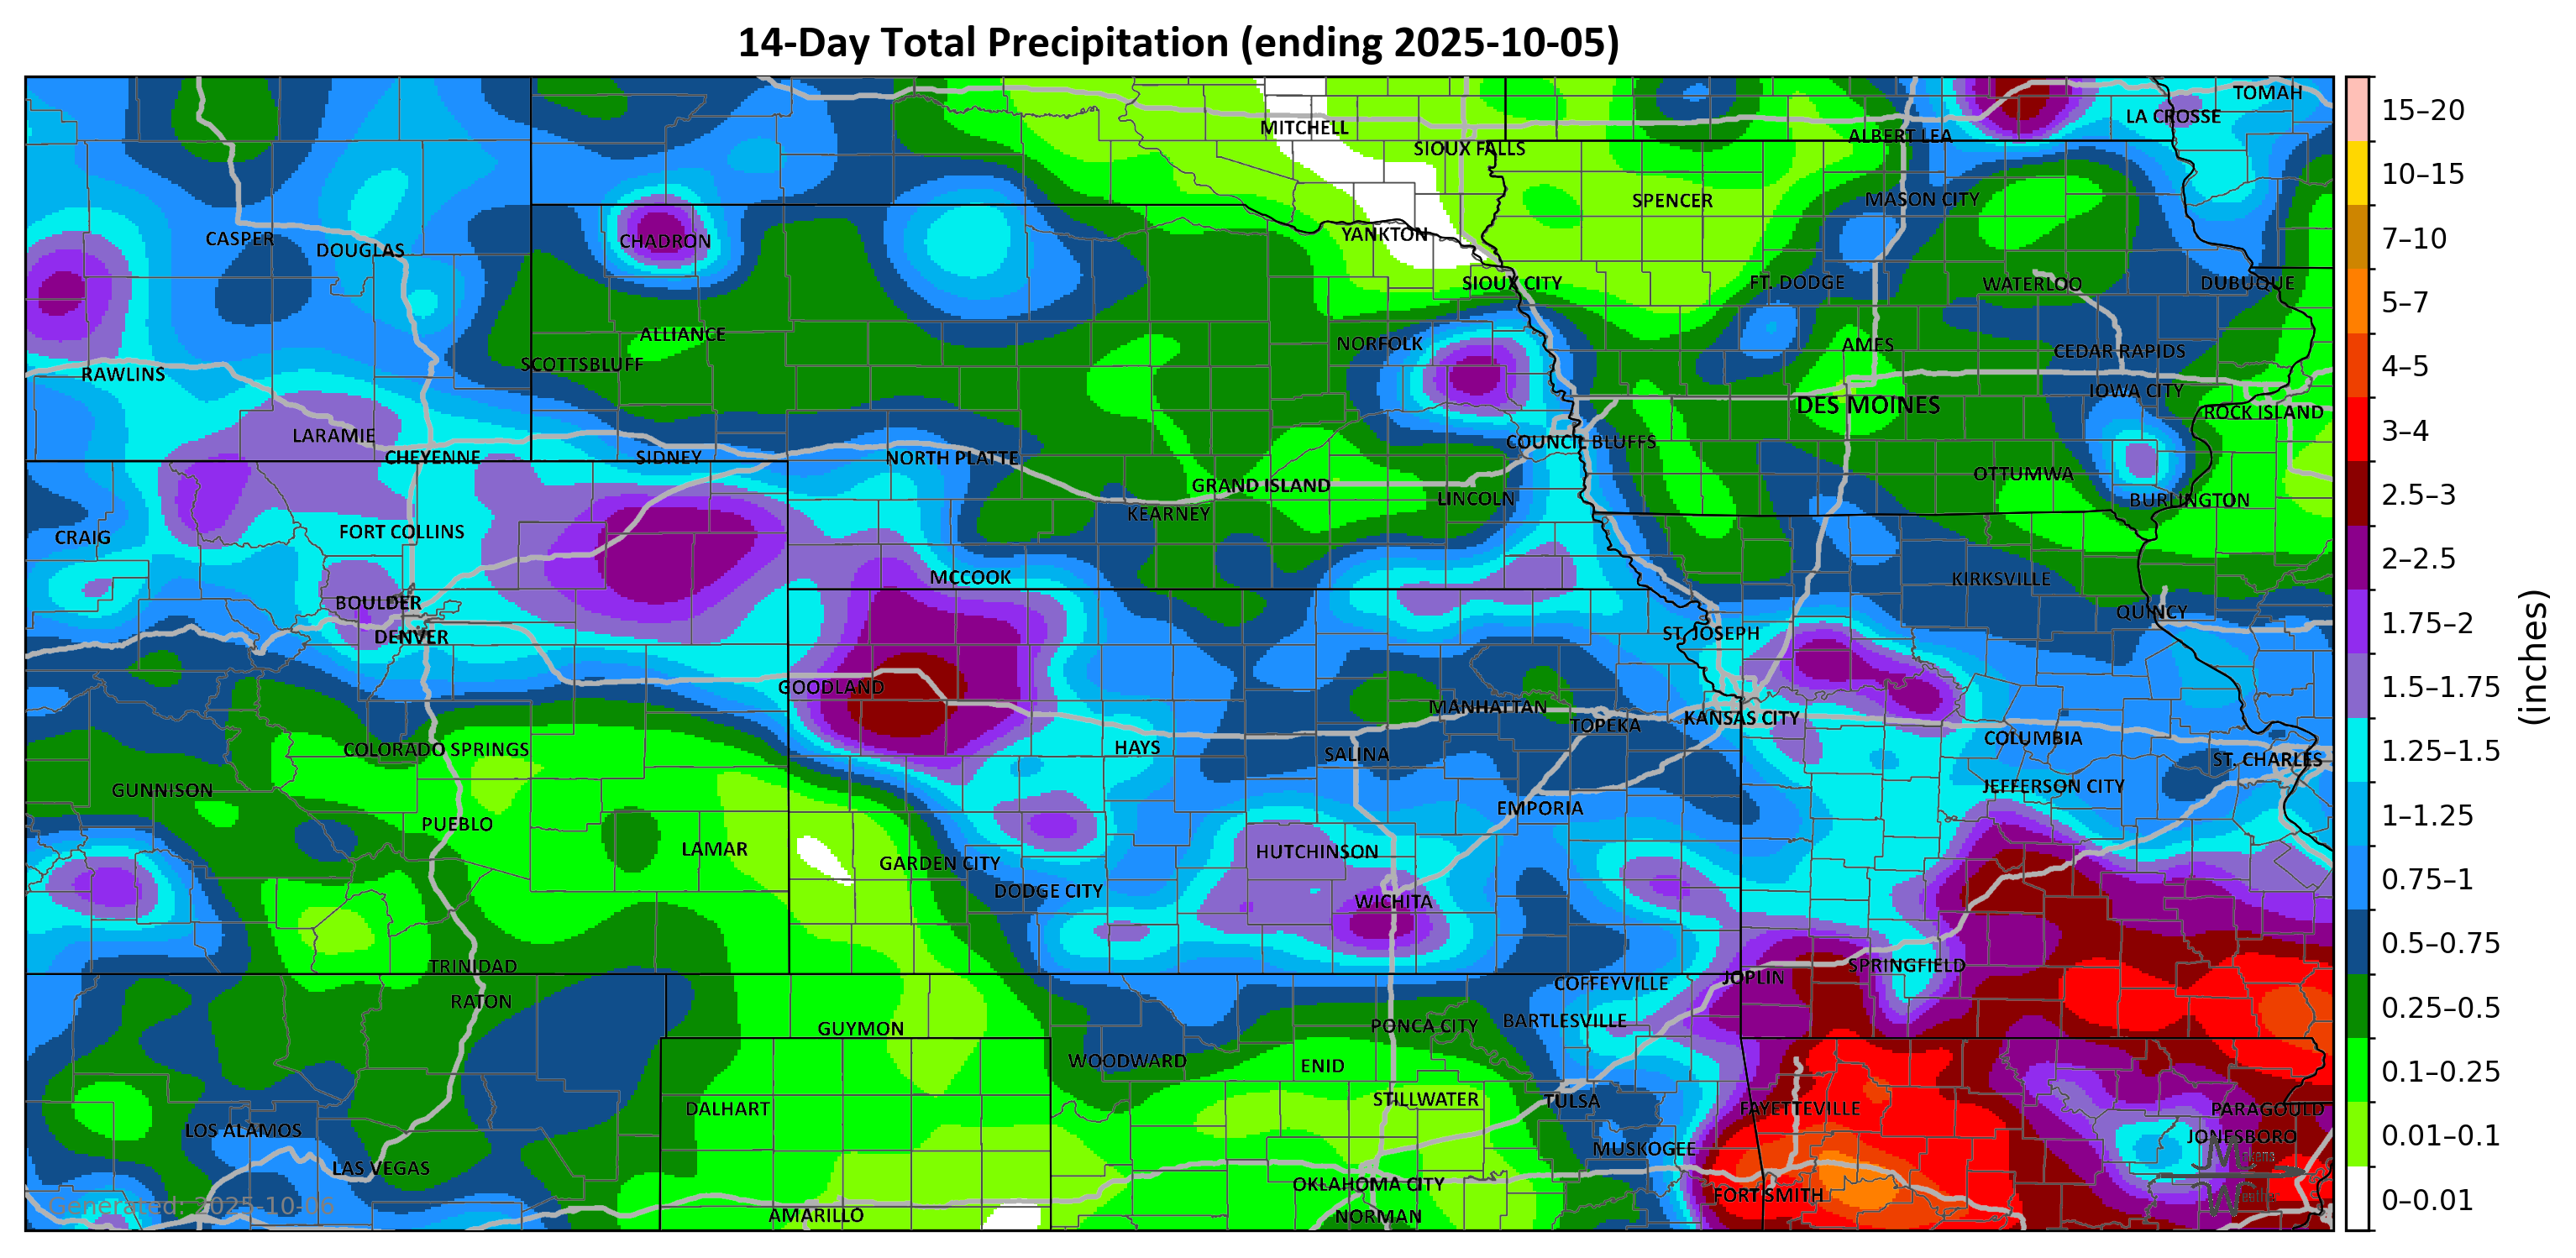 14-Day Total Precipitation (ending 2025-10-05)
TOMAH
LA CROSSE
MITCHELL
ALBERT LEA
SIOUX FALLS
SPENCER
MASON CITY
CASPER
DOUGLAS
CHADRON
YANKTON
SIOUX CITY
FT. DODGE
WATERLOO
DUBUQUE
ALLIANCE
NORFOLK
AMES
CEDAR RAPIDS
SCOTTSBLUFF
RAWLINS
IOWA CITY
DES MOINES
ROCK ISLAND
LARAMIE
COUNCIL BLUFFS
CHEYENNE
SIDNEY
NORTH PLATTE
OTTUMWA
GRAND ISLAND
LINCOLN
BURLINGTON
KEARNEY
CRAIG
FORT COLLINS
MCCOOK
KIRKSVILLE
BOULDER
QUINCY
DENVER
ST. JOSEPH
GOODLAND
MANHATTAN
TOPEKA
KANSAS CITY
COLUMBIA
COLORADO SPRINGS
HAYS
SALINA
ST. CHARLES
GUNNISON
JEFFERSON CITY
EMPORIA
PUEBLO
LAMAR
GARDEN CITY
HUTCHINSON
DODGE CITY
WICHITA
TRINIDAD
SPRINGFIELD
JOPLIN
COFFEYVILLE
RATON
GUYMON
PONCA CITY
BARTLESVILLE
WOODWARD
ENID
STILLWATER
TULSA
DALHART
FAYETTEVILLE
PARAGOULD
LOS ALAMOS
JONESBORO
MUSKOGEE
LAS VEGAS
OKLAHOMA CITY
FORT SMITH
AMARILLO
NORMAN
Generated: 2025-10-06
15–20
10–15
7–10
5–7
4–5
3–4
2.5–3
2–2.5
1.75–2
1.5–1.75
1.25–1.5
1–1.25
0.75–1
0.5–0.75
0.25–0.5
0.1–0.25
0.01–0.1
0–0.01
(inches)